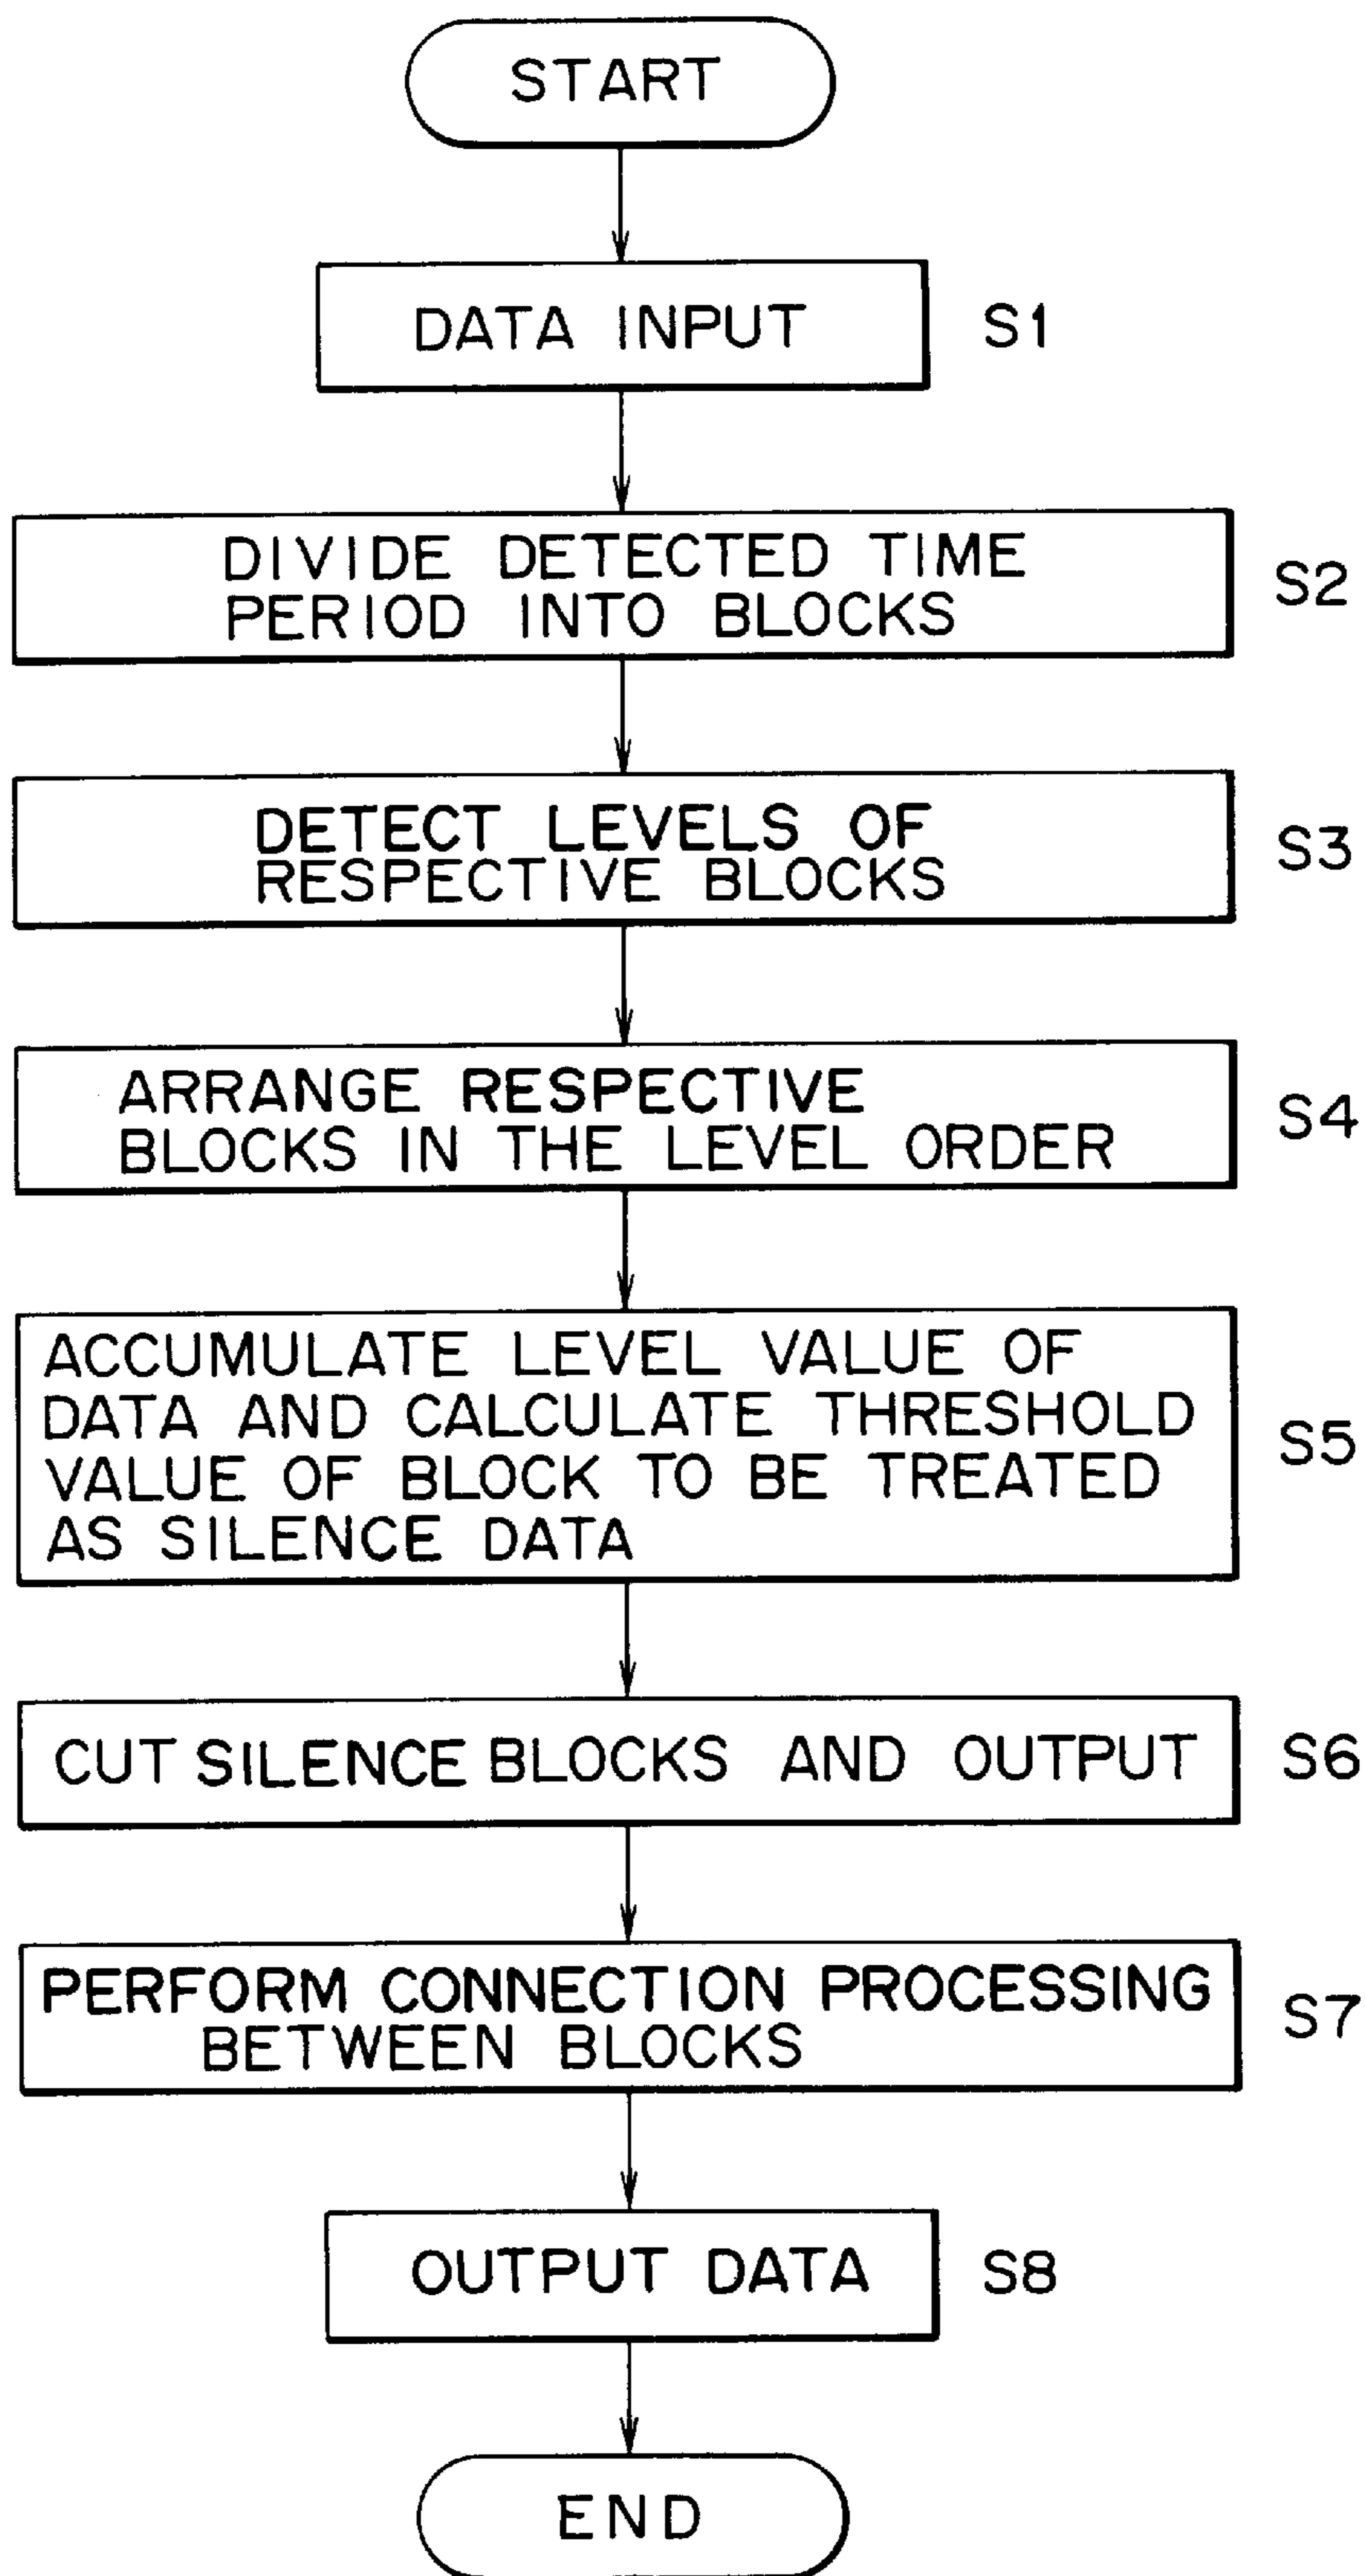 START
DATA INPUT S1
DIVIDE DETECTED TIME
PERIOD INTO BLOCKS
S2
DETECT LEVELS OF
RESPECTIVE BLOCKS
S3
ARRANGE RESPECTIVE
BLOCKS IN THE LEVEL ORDER
S4
ACCUMULATE LEVEL VALUE OF
DATA AND CALCULATE THRESHOLD
VALUE OF BLOCK TO BE TREATED
AS SILENCE DATA
S5
CUT SILENCE BLOCKS AND OUTPUT S6
PERFORM CONNECTION PROCESSING
BETWEEN BLOCKS
S7
OUTPUT DATA S8
END